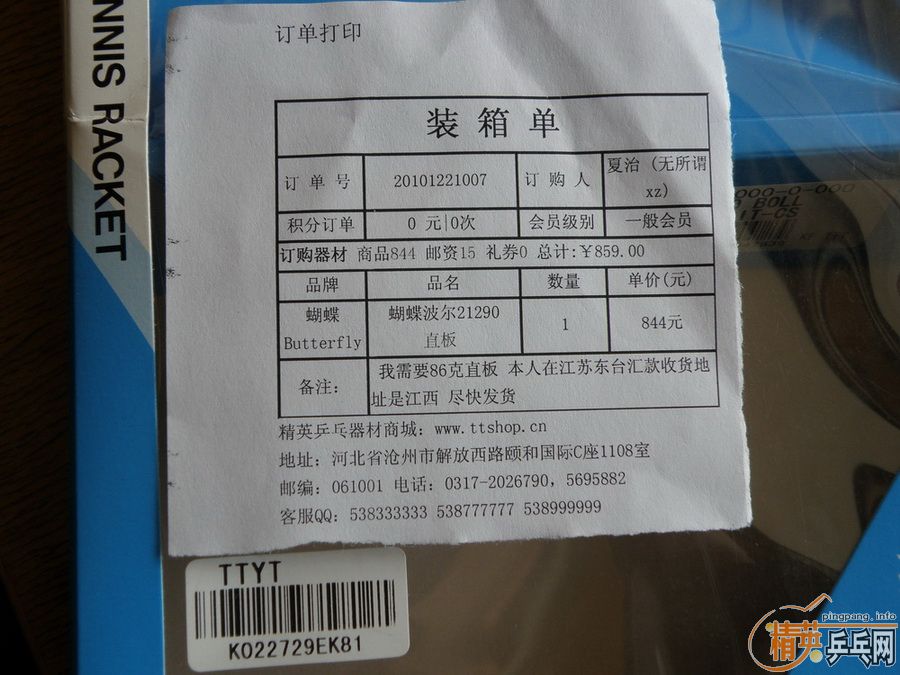 NNIS RACKET
订单打印
装箱单
订单号 20101221007 订购人 夏治 (无所谓
xz)
积分订单 0 元|0次 会员级别 一般会员
订购器材 商品844 邮资15 礼券0 总计:¥859.00
品牌 品名 数量 单价(元)
蝴蝶 Butterfly 蝴蝶波尔21290 直板 1 844元
备注: 我需要86克直板 本人在江苏东台汇款收货地
址是江西 尽快发货
精英乒乓器材商城: www.ttshop.cn
地址: 河北省沧州市解放西路颐和国际C座1108室
邮编: 061001 电话: 0317-2026790, 5695882
客服QQ: 538333333 538777777 538999999
000-0-000
BOLL
IT-CS
TTYT
K022729EK81
pingpang.info
精英乒乓网